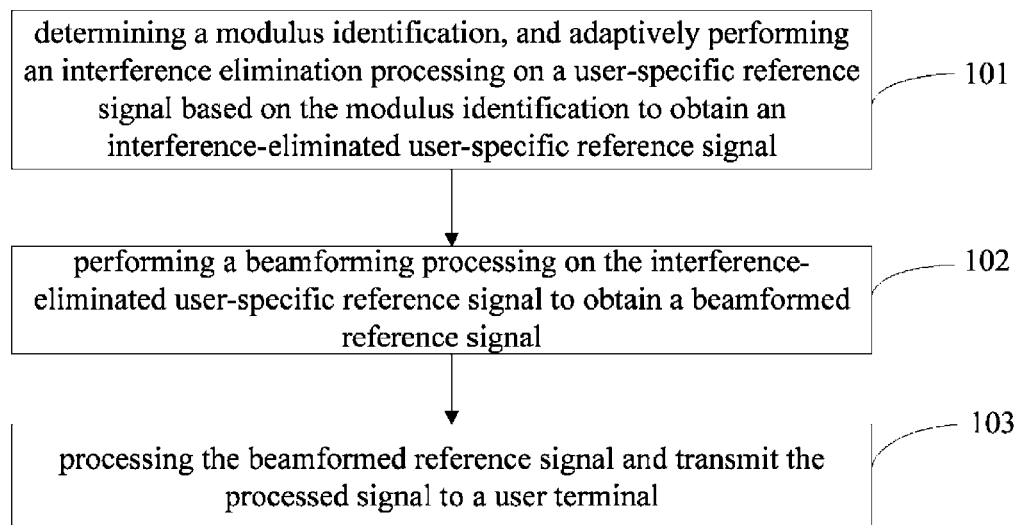 determining a modulus identification, and adaptively performing
an interference elimination processing on a user-specific reference
signal based on the modulus identification to obtain an
interference-eliminated user-specific reference signal
101
performing a beamforming processing on the interference-
eliminated user-specific reference signal to obtain a beamformed
reference signal
102
processing the beamformed reference signal and transmit the
processed signal to a user terminal
103